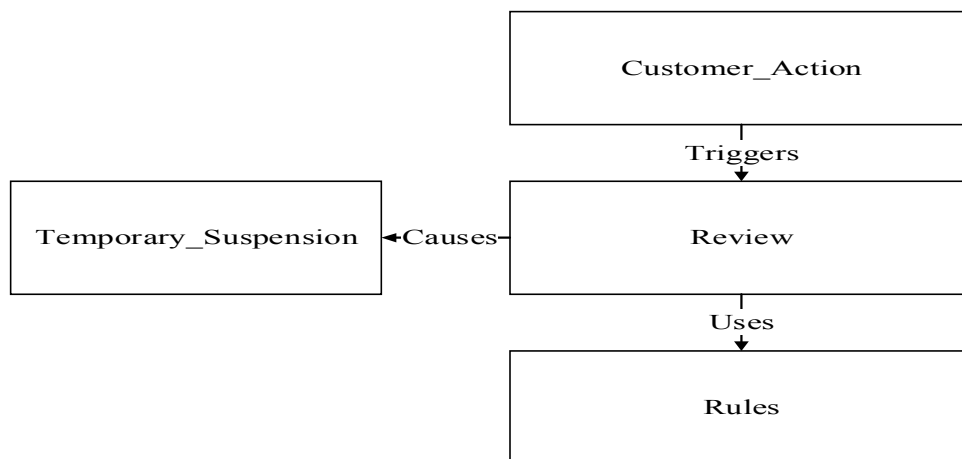 Customer_Action
Triggers
Temporary_Suspension
Causes
Review
Uses
Rules